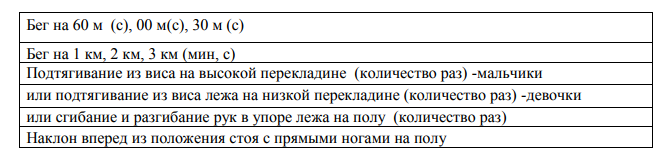 Бег на 60 м (с), 00 м(с), 30 м (с)
Бег на 1 км, 2 км, 3 км (мин, с)
Подтягивание из виса на высокой перекладине (количество раз) -мальчики
или подтягивание из виса лежа на низкой перекладине (количество раз) -девочки
или сгибание и разгибание рук в упоре лежа на полу (количество раз)
Наклон вперед из положения стоя с прямыми ногами на полу